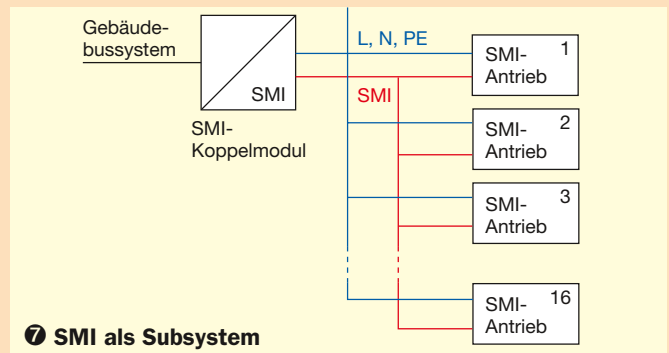 Gebäude-
bussystem
L, N, PE
SMI
SMI
SMI-
Koppelmodul
SMI-
Antrieb
1
SMI-
Antrieb
2
SMI-
Antrieb
3
SMI-
Antrieb
16
❼ SMI als Subsystem